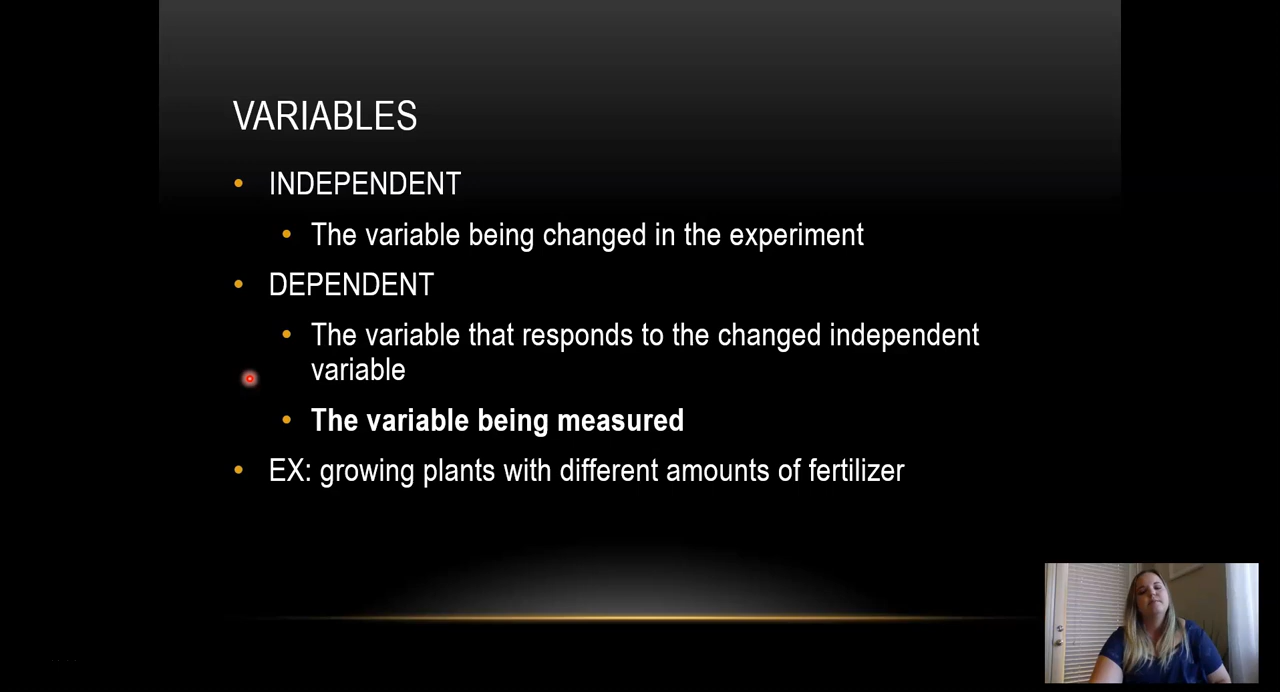 VARIABLES
• INDEPENDENT
• The variable being changed in the experiment
• DEPENDENT
• The variable that responds to the changed independent
variable
• The variable being measured
• EX: growing plants with different amounts of fertilizer